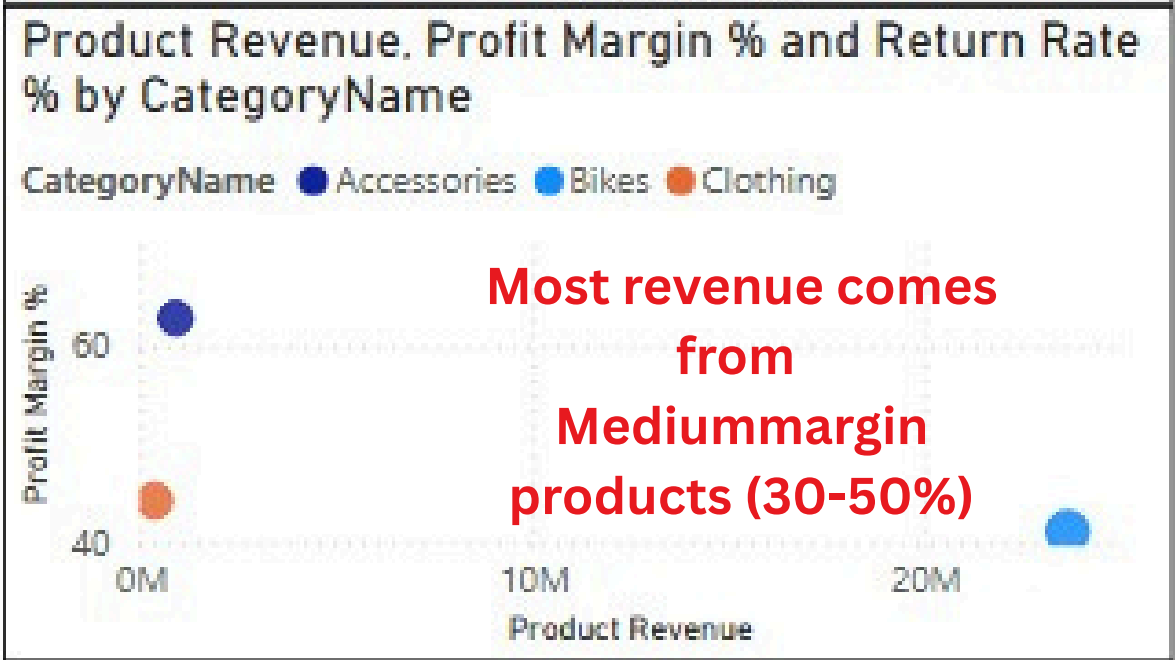 Product Revenue, Profit Margin % and Return Rate
% by CategoryName
CategoryName Accessories Bikes Clothing
Most revenue comes
from
Mediummargin
products (30-50%)
Profit Margin %
60
40
0M 10M 20M
Product Revenue